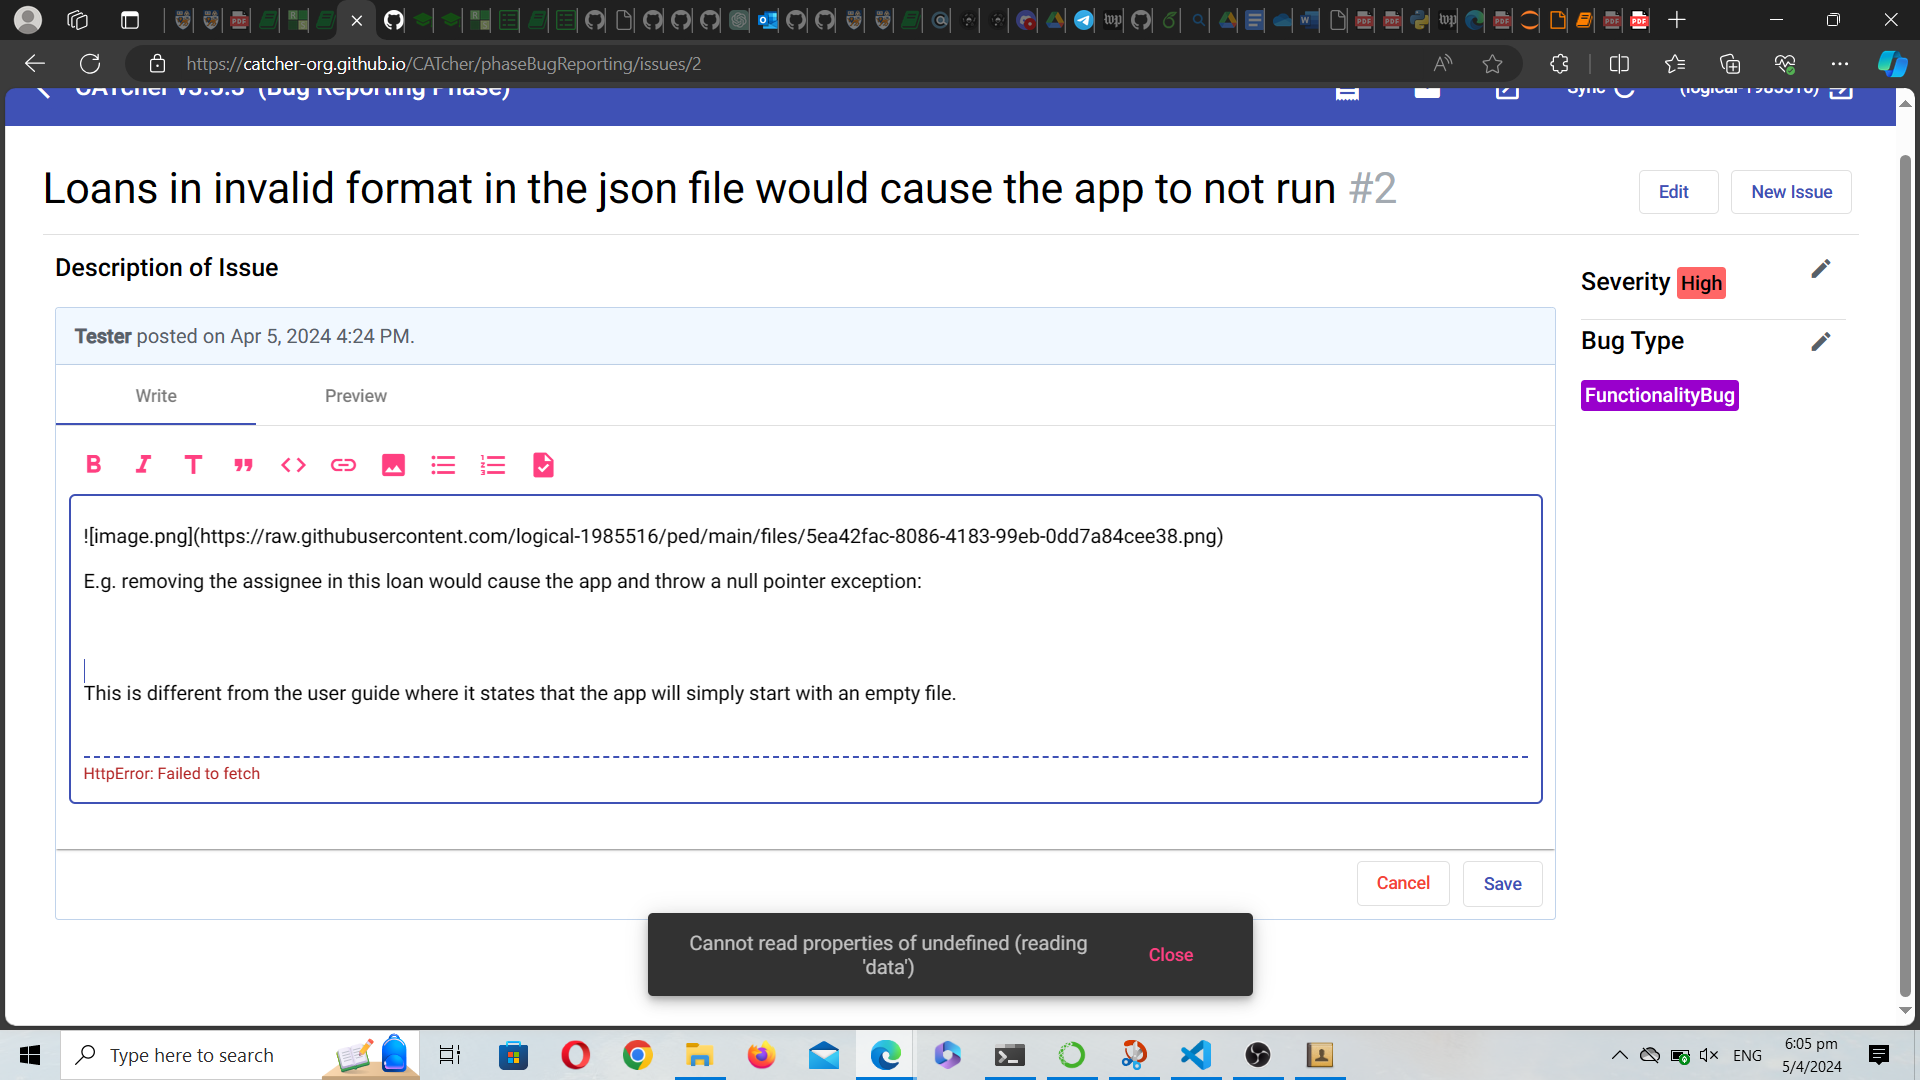 https://catcher-org.github.io/CATcher/phaseBugReporting/issues/2
CATcher v3.5.3 (Bug Reporting Phase)
Sync
(logical-1985516)
Loans in invalid format in the json file would cause the app to not run #2
Edit
New Issue
Description of Issue
Severity High
Tester posted on Apr 5, 2024 4:24 PM.
Bug Type
FunctionalityBug
Write
Preview
![image.png](https://raw.githubusercontent.com/logical-1985516/ped/main/files/5ea42fac-8086-4183-99eb-0dd7a84cee38.png)
E.g. removing the assignee in this loan would cause the app and throw a null pointer exception:
This is different from the user guide where it states that the app will simply start with an empty file.
HttpError: Failed to fetch
Cancel
Save
Cannot read properties of undefined (reading
'data')
Close
Type here to search
ENG
6:05 pm
5/4/2024